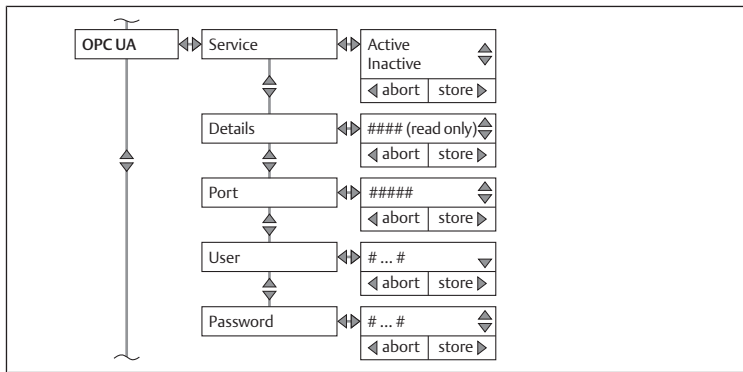 OPC UA
Service
Active
Inactive
abort store
Details
#### (read only)
abort store
Port
#####
abort store
User
# ... #
abort store
Password
# ... #
abort store